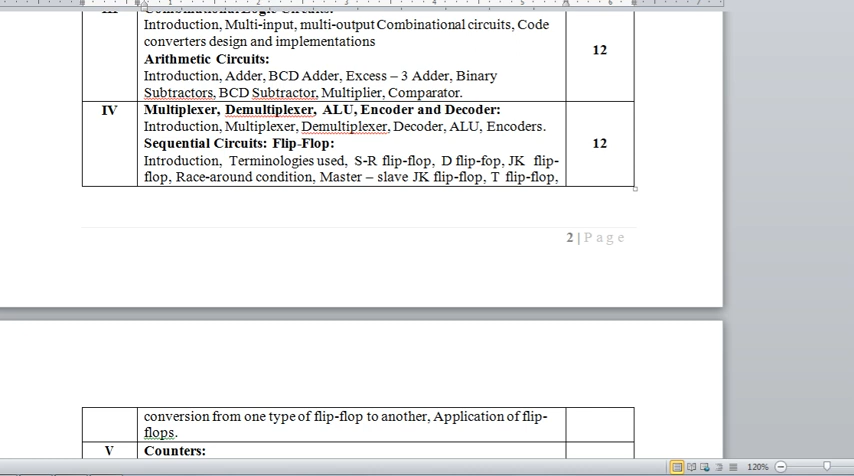 III Combinational Logic Circuits:
Introduction, Multi-input, multi-output Combinational circuits, Code
converters design and implementations
12
Arithmetic Circuits:
Introduction, Adder, BCD Adder, Excess – 3 Adder, Binary
Subtractors, BCD Subtractor, Multiplier, Comparator.
IV Multiplexer, Demultiplexer, ALU, Encoder and Decoder:
Introduction, Multiplexer, Demultiplexer, Decoder, ALU, Encoders.
Sequential Circuits: Flip-Flop:
12
Introduction, Terminologies used, S-R flip-flop, D flip-fop, JK flip-
flop, Race-around condition, Master – slave JK flip-flop, T flip-flop,
2 | P a g e
conversion from one type of flip-flop to another, Application of flip-
flops.
V Counters:
120%